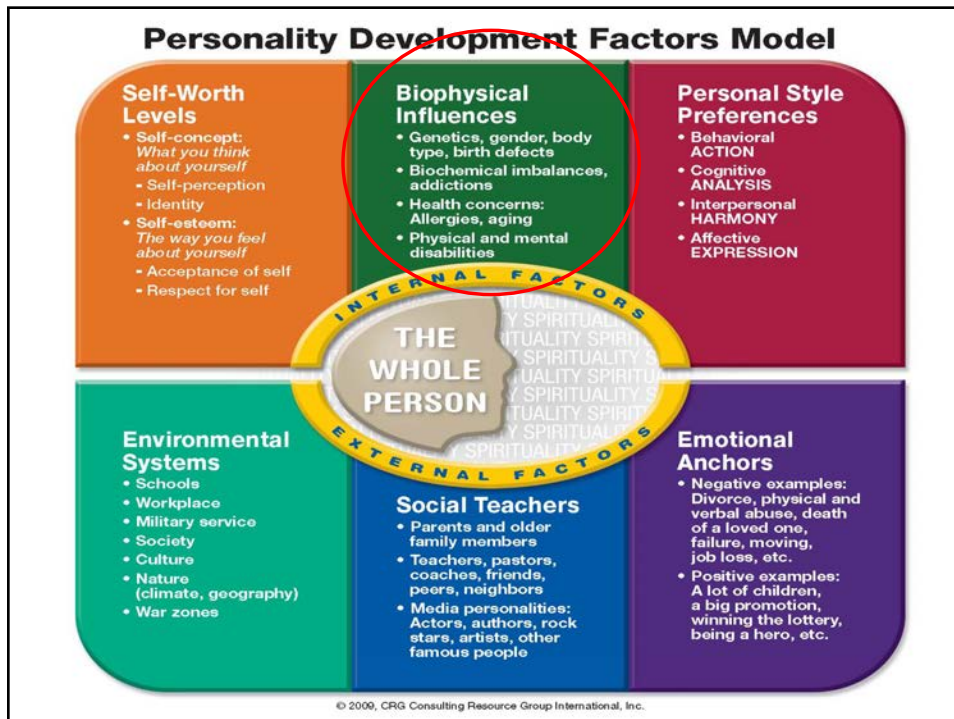 Personality Development Factors Model
Self-Worth
Levels
• Self-concept:
What you think
about yourself
- Self-perception
- Identity
• Self-esteem:
The way you feel
about yourself
- Acceptance of self
- Respect for self
Biophysical
Influences
• Genetics, gender, body
type, birth defects
• Biochemical imbalances,
addictions
• Health concerns:
Allergies, aging
• Physical and mental
disabilities
Personal Style
Preferences
• Behavioral
ACTION
• Cognitive
ANALYSIS
• Interpersonal
HARMONY
• Affective
EXPRESSION
INTERNAL FACTORS
THE
WHOLE
PERSON
SPIRITUALITY
SPIRITUALITY
SPIRITUALITY
SPIRITUALITY
SPIRITUALITY
EXTERNAL FACTORS
Environmental
Systems
• Schools
• Workplace
• Military service
• Society
• Culture
• Nature
(climate, geography)
• War zones
Social Teachers
• Parents and older
family members
• Teachers, pastors,
coaches, friends,
peers, neighbors
• Media personalities:
Actors, authors, rock
stars, artists, other
famous people
Emotional
Anchors
• Negative examples:
Divorce, physical and
verbal abuse, death
of a loved one,
failure, moving,
job loss, etc.
• Positive examples:
A lot of children,
a big promotion,
winning the lottery,
being a hero, etc.
© 2009, CRG Consulting Resource Group International, Inc.